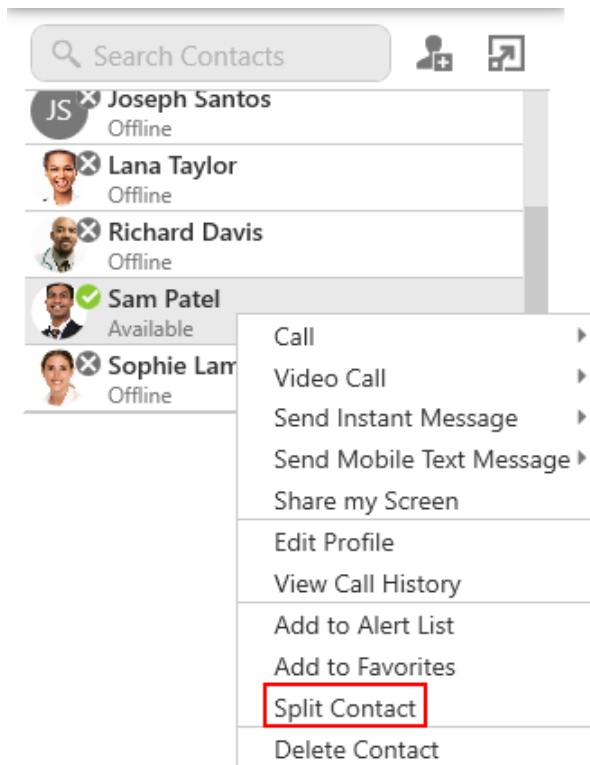 Search Contacts
JS
Joseph Santos
Offline
Lana Taylor
Offline
Richard Davis
Offline
Sam Patel
Available
Sophie Lam
Offline
Call
Video Call
Send Instant Message
Send Mobile Text Message
Share my Screen
Edit Profile
View Call History
Add to Alert List
Add to Favorites
Split Contact
Delete Contact